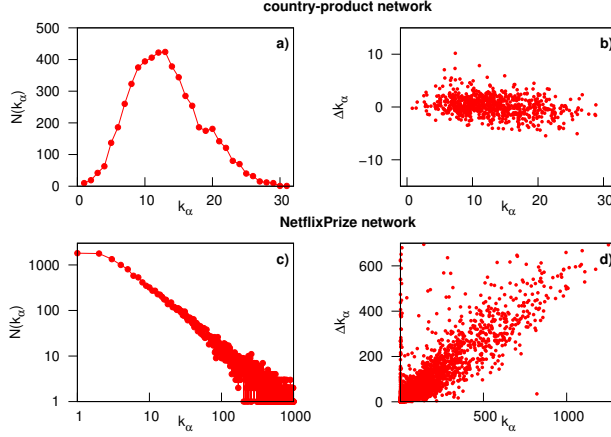 country-product network
a)
N(kα)
500
400
300
200
100
0
0 10 20 30
kα
b)
Δkα
10
0
−10
0 10 20 30
kα
NetflixPrize network
c)
N(kα)
1000
100
10
1
1 10 100 1000
kα
d)
Δkα
600
400
200
0
500 1000
kα